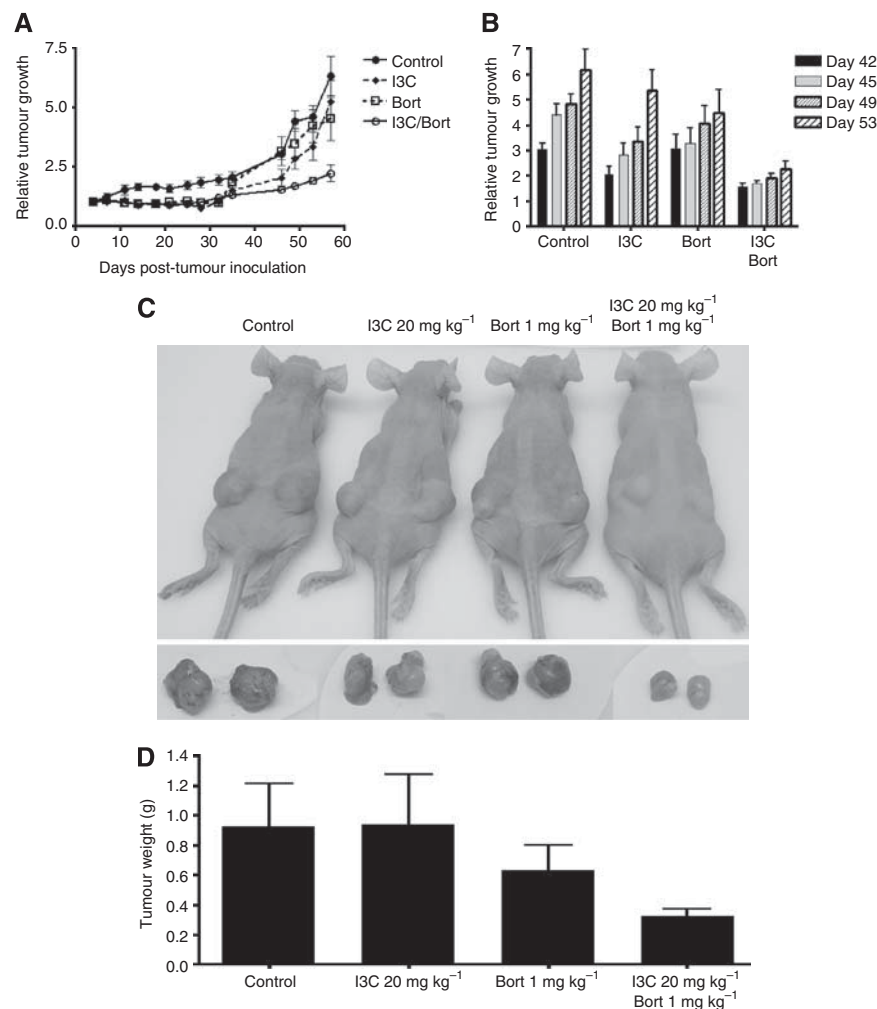 A
7.5
5.0
2.5
0.0
Relative tumour growth
0 10 20 30 40 50 60
Days post-tumour inoculation
Control
I3C
Bort
I3C/Bort
B
7
6
5
4
3
2
1
0
Relative tumour growth
Control I3C Bort I3C
Bort
Day 42
Day 45
Day 49
Day 53
C
Control I3C 20 mg kg⁻¹ Bort 1 mg kg⁻¹ I3C 20 mg kg⁻¹
Bort 1 mg kg⁻¹
D
1.4
1.2
1.0
0.8
0.6
0.4
0.2
0.0
Tumour weight (g)
Control I3C 20 mg kg⁻¹ Bort 1 mg kg⁻¹ I3C 20 mg kg⁻¹
Bort 1 mg kg⁻¹